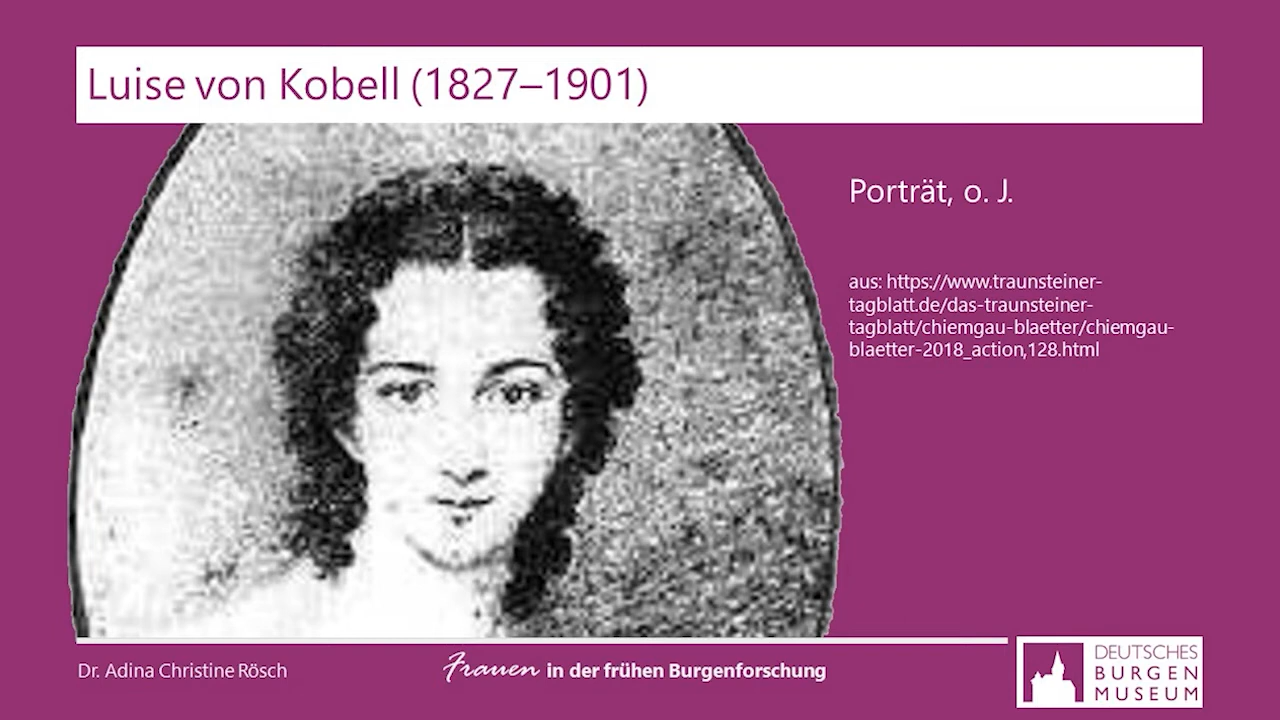 Luise von Kobell (1827–1901)
Porträt, o. J.
aus: https://www.traunsteiner-
tagblatt.de/das-traunsteiner-
tagblatt/chiemgau-blaetter/chiemgau-
blaetter-2018_action,128.html
Dr. Adina Christine Rösch
Frauen in der frühen Burgenforschung
DEUTSCHES
BURGEN
MUSEUM